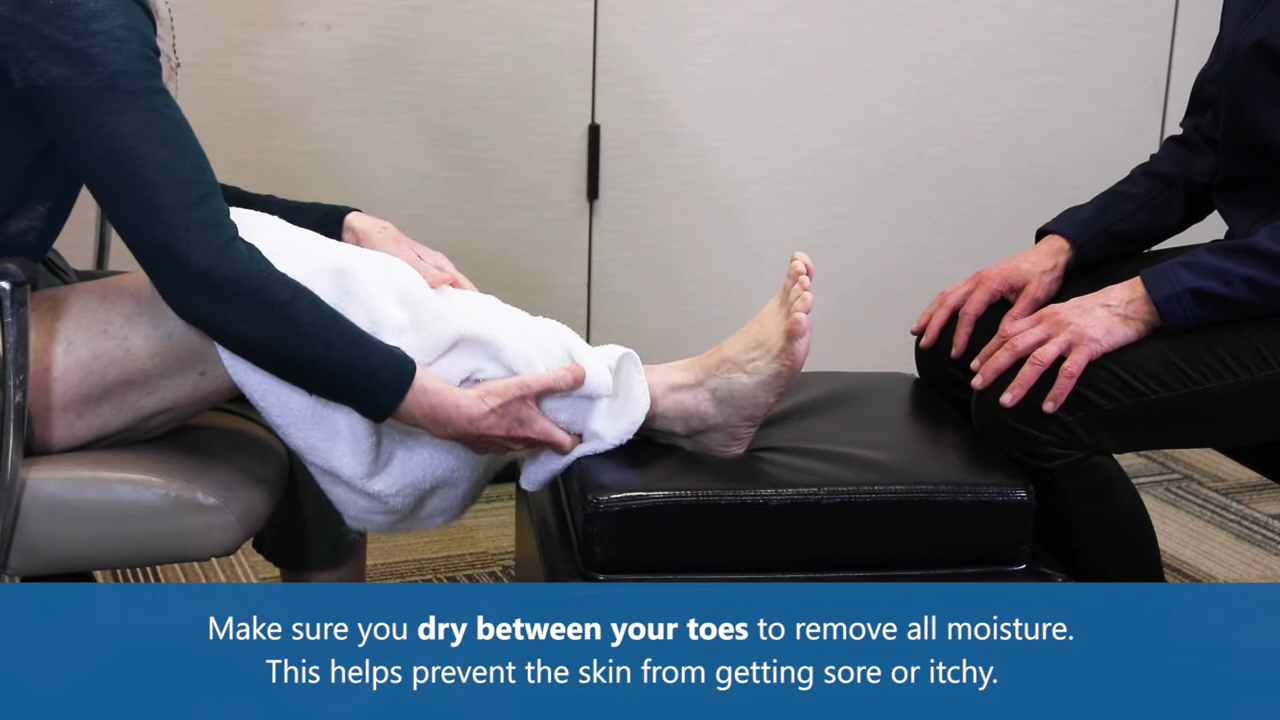 Make sure you dry between your toes to remove all moisture.
This helps prevent the skin from getting sore or itchy.